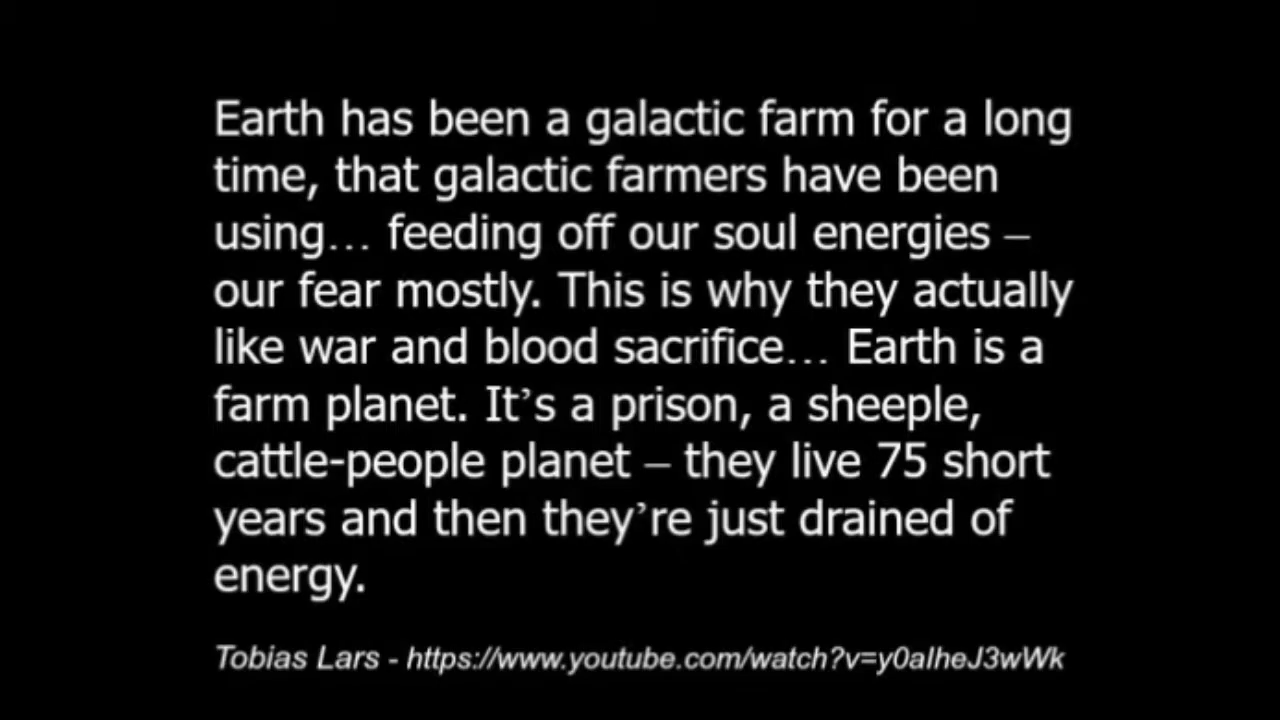 Earth has been a galactic farm for a long
time, that galactic farmers have been
using... feeding off our soul energies –
our fear mostly. This is why they actually
like war and blood sacrifice... Earth is a
farm planet. It’s a prison, a sheeple,
cattle-people planet – they live 75 short
years and then they’re just drained of
energy.
Tobias Lars - https://www.youtube.com/watch?v=y0aIheJ3wWk